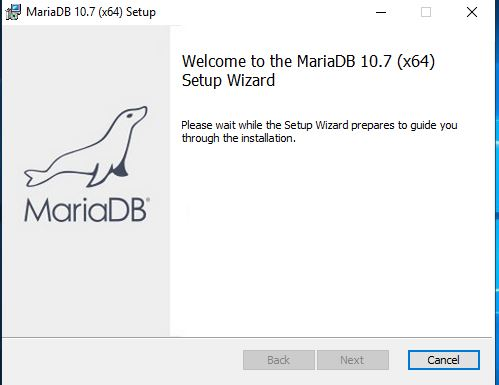 MariaDB 10.7 (x64) Setup
Welcome to the MariaDB 10.7 (x64)
Setup Wizard
Please wait while the Setup Wizard prepares to guide you
through the installation.
MariaDB®
Back
Next
Cancel